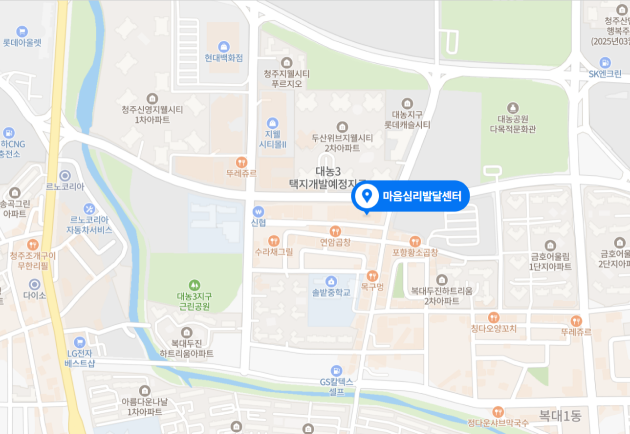 롯데아울렛
현대백화점
청주신
행복주
(2025년03월
SK엔크린
청주지웰시티
푸르지오
청주신영지웰시티
1차아파트
대농지구
롯데캐슬시티
대농공원
다목적문화관
하CNG
충전소
지웰
시티몰II
두산위브지웰시티
2차아파트
뚜레쥬르
대농3
택지개발예정지구
르노코리아
마음심리발달센터
송곡그린
아파트
르노코리아
자동차서비스
신협
연암곱창
수라채그릴
포항황소곱창
금호어울림
1단지아파트
금호어울
2단지아
청주조개구이
무한리필
다이소
대농3지구
근린공원
솔밭중학교
목구멍
복대두진하트리움
2차아파트
칭다오양꼬치
뚜레쥬르
복대두진
하트리움아파트
LG전자
베스트샵
GS칼텍스
셀프
아름다운나날
1차아파트
정다운샤브막국수
복대1동